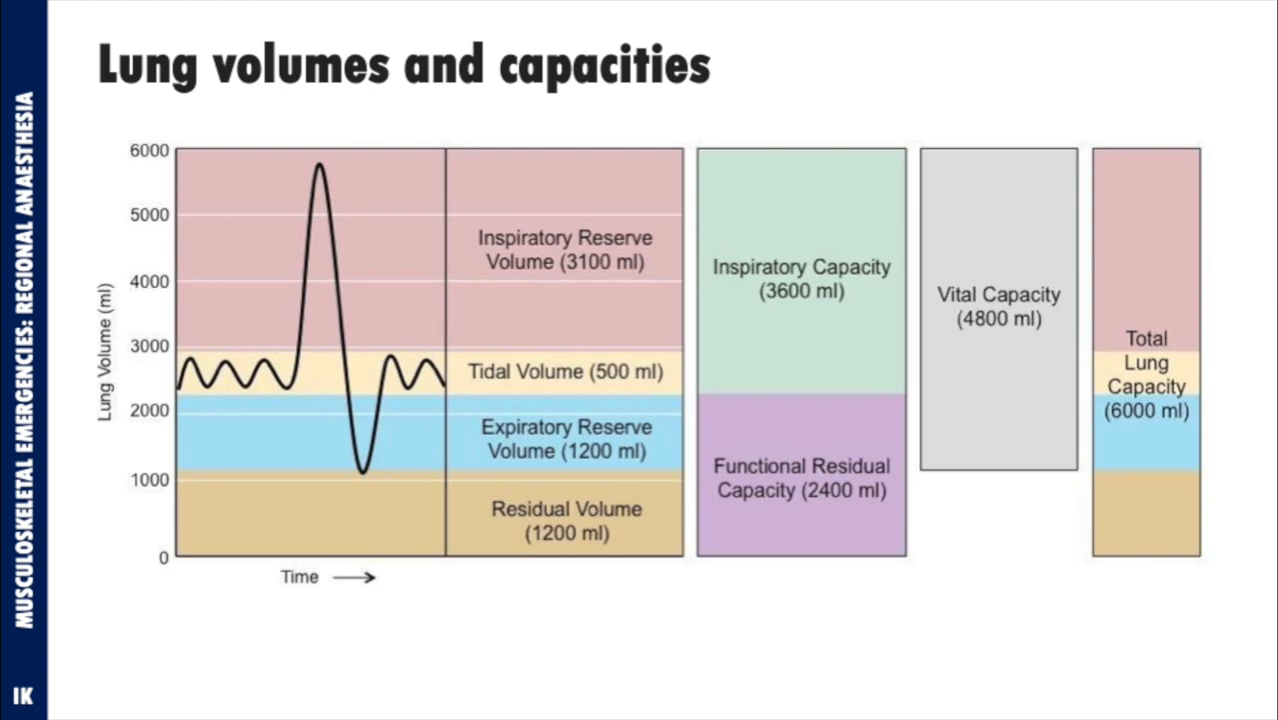 Lung volumes and capacities
MUSCULOSKELETAL EMERGENCIES: REGIONAL ANAESTHESIA
IK
Lung Volume (ml)
6000
5000
4000
3000
2000
1000
0
Time
Inspiratory Reserve
Volume (3100 ml)
Tidal Volume (500 ml)
Expiratory Reserve
Volume (1200 ml)
Residual Volume
(1200 ml)
Inspiratory Capacity
(3600 ml)
Functional Residual
Capacity (2400 ml)
Vital Capacity
(4800 ml)
Total
Lung
Capacity
(6000 ml)